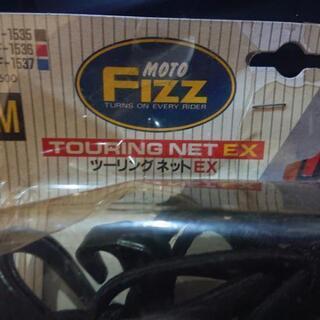 -1535
F-1536
F-1537
M
MOTO
FIZZ
TURNS ON EVERY RIDER
TOURING NET EX
ツーリングネットEX